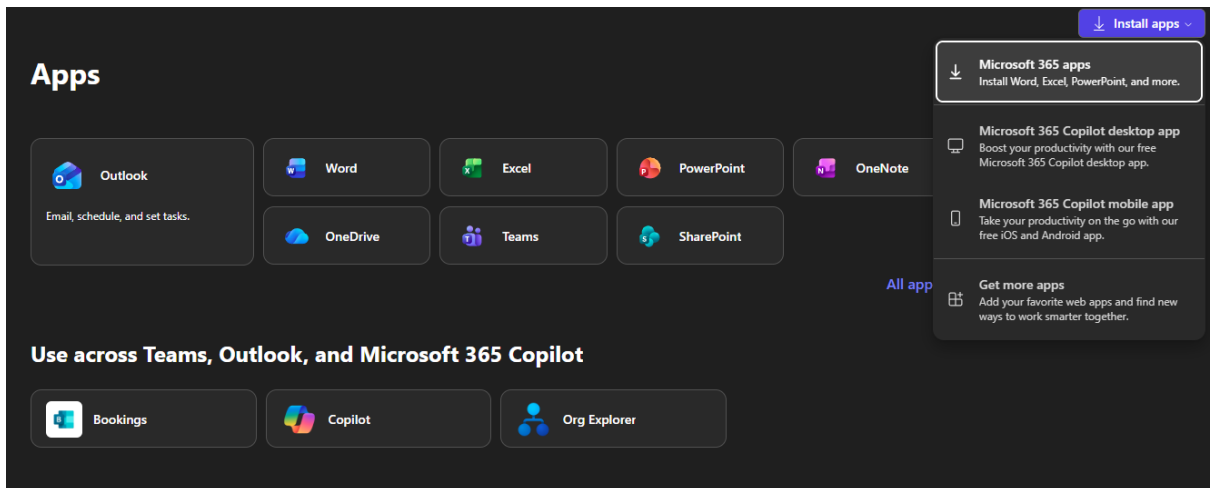 Install apps
Apps
Microsoft 365 apps
Install Word, Excel, PowerPoint, and more.
Microsoft 365 Copilot desktop app
Boost your productivity with our free
Microsoft 365 Copilot desktop app.
Microsoft 365 Copilot mobile app
Take your productivity on the go with our
free iOS and Android app.
Get more apps
Add your favorite web apps and find new
ways to work smarter together.
Outlook
Email, schedule, and set tasks.
Word
Excel
PowerPoint
OneNote
OneDrive
Teams
SharePoint
All app
Use across Teams, Outlook, and Microsoft 365 Copilot
Bookings
Copilot
Org Explorer